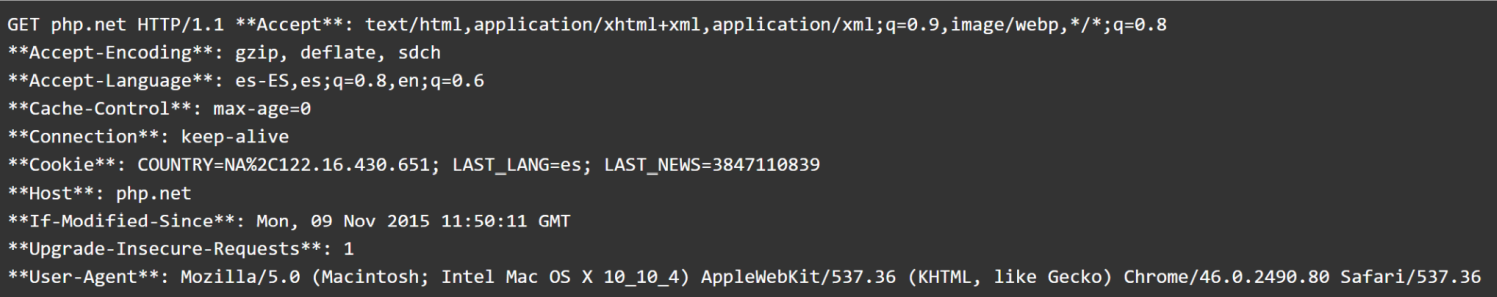 GET php.net HTTP/1.1 **Accept**: text/html,application/xhtml+xml,application/xml;q=0.9,image/webp,*/*;q=0.8
**Accept-Encoding**: gzip, deflate, sdch
**Accept-Language**: es-ES,es;q=0.8,en;q=0.6
**Cache-Control**: max-age=0
**Connection**: keep-alive
**Cookie**: COUNTRY=NA%2C122.16.430.651; LAST_LANG=es; LAST_NEWS=3847110839
**Host**: php.net
**If-Modified-Since**: Mon, 09 Nov 2015 11:50:11 GMT
**Upgrade-Insecure-Requests**: 1
**User-Agent**: Mozilla/5.0 (Macintosh; Intel Mac OS X 10_10_4) AppleWebKit/537.36 (KHTML, like Gecko) Chrome/46.0.2490.80 Safari/537.36